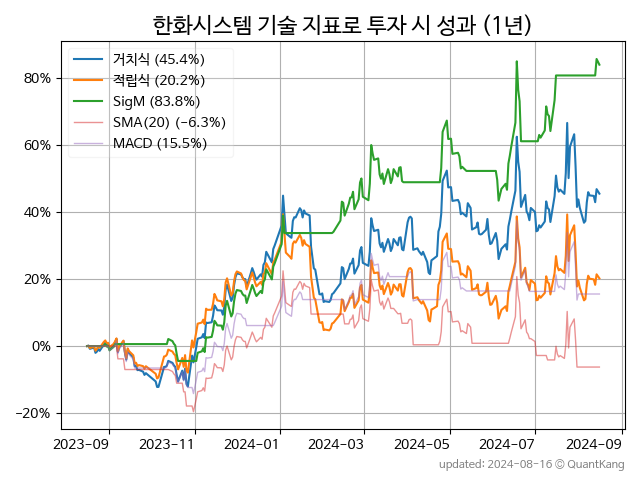 한화시스템 기술 지표로 투자 시 성과 (1년)
거치식 (45.4%)
적립식 (20.2%)
SigM (83.8%)
SMA(20) (−6.3%)
MACD (15.5%)
80%
60%
40%
20%
0%
−20%
2023−09 2023−11 2024−01 2024−03 2024−05 2024−07 2024−09
updated: 2024−08−16 © QuantKang